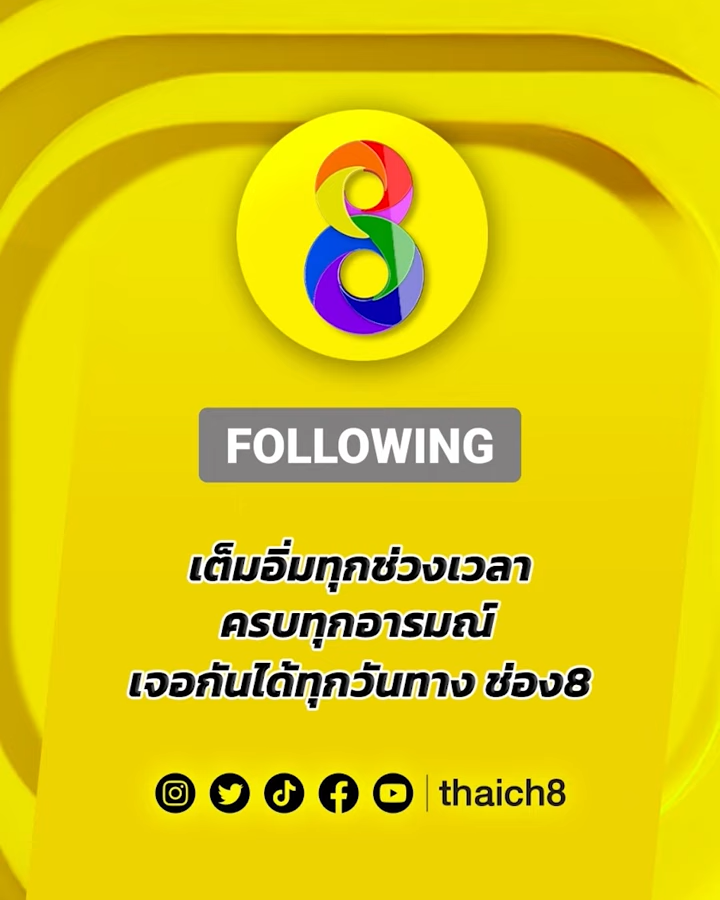 8
FOLLOWING
เต็มอิ่มทุกช่วงเวลา
ครบทุกอารมณ์
เจอกันได้ทุกวันทาง ช่อง8
thaich8